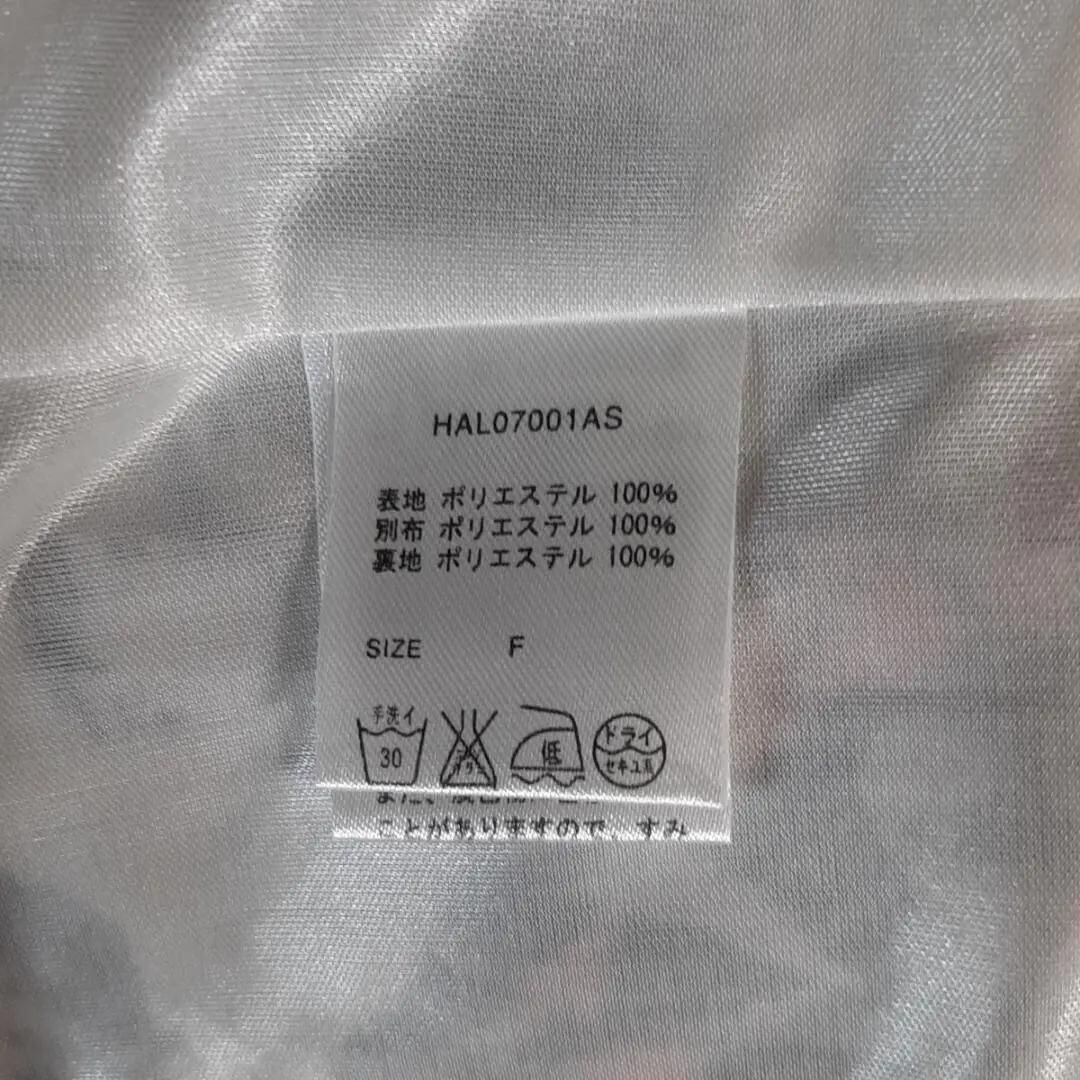 HAL07001AS
表地 ポリエステル 100%
別布 ポリエステル 100%
裏地 ポリエステル 100%
SIZE F
手洗イ
30
低
ドライ
セキユ系
ことがありますので、すみ